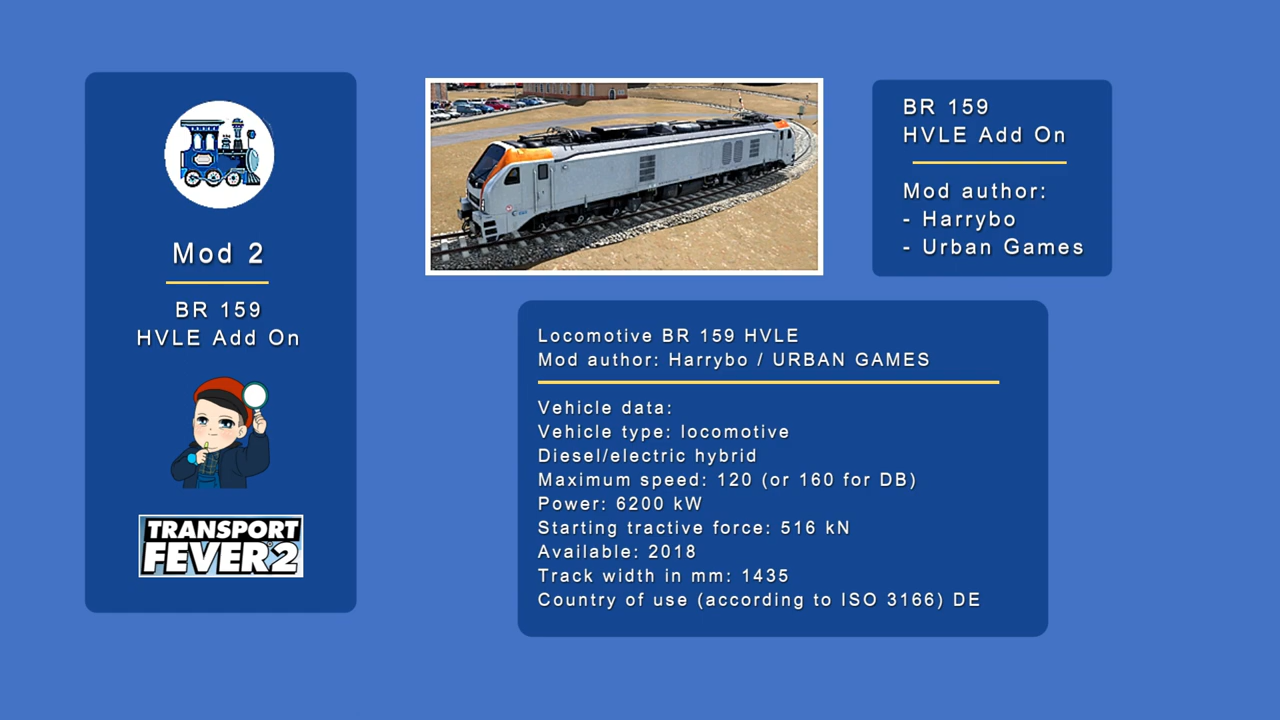 Mod 2
BR 159
HVLE Add On
TRANSPORT
FEVER 2
BR 159
HVLE Add On
Mod author:
- Harrybo
- Urban Games
Locomotive BR 159 HVLE
Mod author: Harrybo / URBAN GAMES
Vehicle data:
Vehicle type: locomotive
Diesel/electric hybrid
Maximum speed: 120 (or 160 for DB)
Power: 6200 kW
Starting tractive force: 516 kN
Available: 2018
Track width in mm: 1435
Country of use (according to ISO 3166) DE